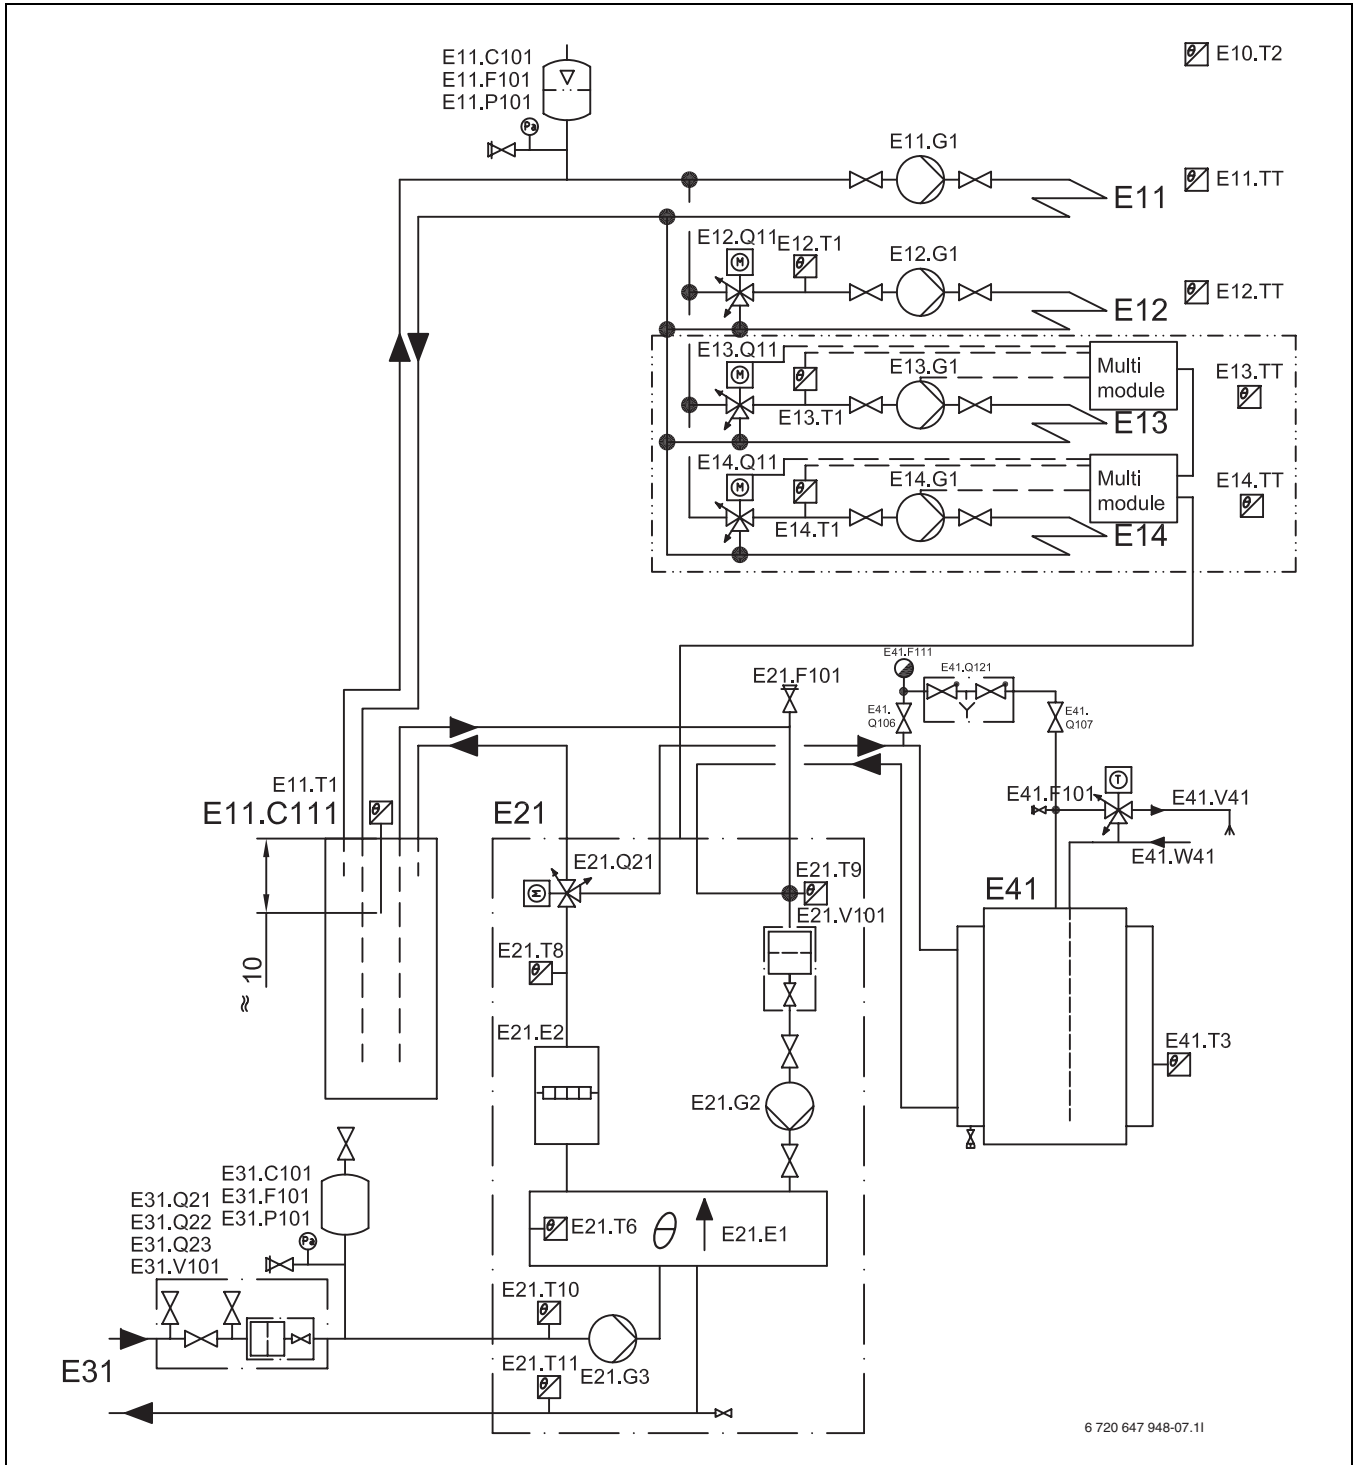 E11.C101
E11.F101
E11.P101
E10.T2
Pa
E11.G1
E11.TT
E11
E12.Q11
E12.T1
E12.G1
M
E12.TT
E12
E13.Q11
E13.G1
Multi
module
E13.TT
M
E13.T1
E13
E14.Q11
E14.G1
Multi
module
E14.TT
M
E14.T1
E14
E41.F111
E41.Q121
E21.F101
E41.
Q106
E41.
Q107
E11.T1
E11.C111
E21
T
E41.F101
E41.V41
E41.W41
E21.Q21
M
E21.T9
E21.V101
E41
E21.T8
≈ 10
E21.E2
E41.T3
E21.G2
E31.C101
E31.F101
E31.P101
E31.Q21
E31.Q22
E31.Q23
E31.V101
Pa
E21.T6
E21.E1
E21.T10
E21.T11
E21.G3
E31
6 720 647 948-07.1I